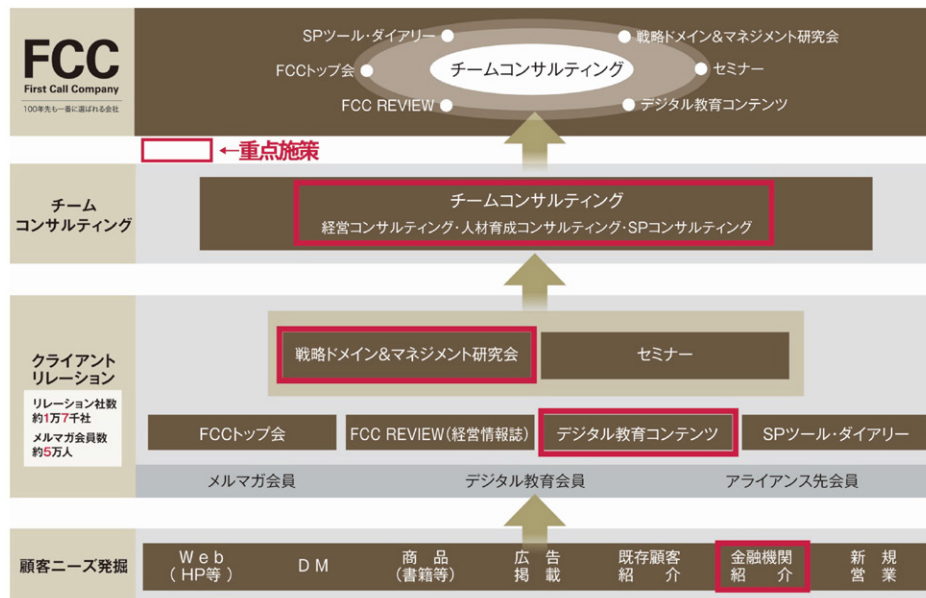 FCC
First Call Company
100年先も一番に選ばれる会社
SPツール・ダイアリー
戦略ドメイン&マネジメント研究会
FCCトップ会
チームコンサルティング
セミナー
FCC REVIEW
デジタル教育コンテンツ
←重点施策
チーム
コンサルティング
チームコンサルティング
経営コンサルティング・人材育成コンサルティング・SPコンサルティング
クライアント
リレーション
リレーション社数
約1万7千社
メルマガ会員数
約5万人
戦略ドメイン&マネジメント研究会
セミナー
FCCトップ会
FCC REVIEW(経営情報誌)
デジタル教育コンテンツ
SPツール・ダイアリー
メルマガ会員
デジタル教育会員
アライアンス先会員
顧客ニーズ発掘
Web
(HP等)
DM
商品
(書籍等)
広告
掲載
既存顧客
紹介
金融機関
紹介
新規
営業